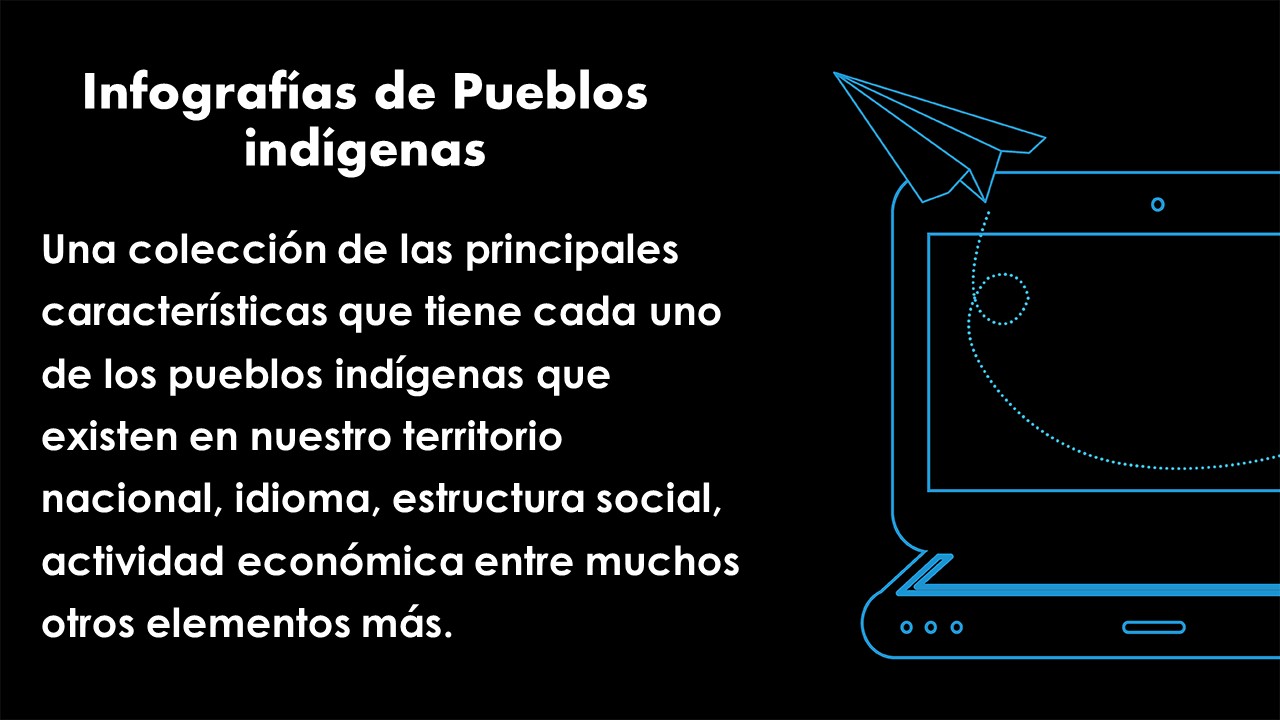 Infografías de Pueblos
indígenas
Una colección de las principales
características que tiene cada uno
de los pueblos indígenas que
existen en nuestro territorio
nacional, idioma, estructura social,
actividad económica entre muchos
otros elementos más.